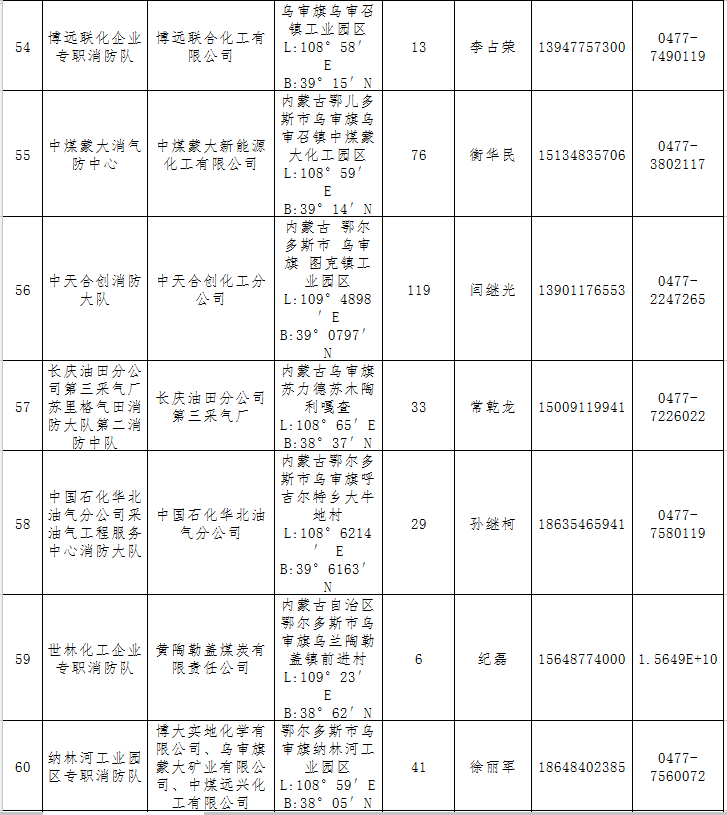 54
博远联化企业
专职消防队
博远联合化工有
限公司
乌审旗乌审召
镇工业园区
L:108°58′
E
B:39°15′N
13
李占荣
13947757300
0477-
7490119
55
中煤蒙大消气
防中心
中煤蒙大新能源
化工有限公司
内蒙古鄂儿多
斯市乌审旗乌
审召镇中煤蒙
大化工园区
L:108°59′
E
B:39°14′N
76
衡华民
15134835706
0477-
3802117
56
中天合创消防
大队
中天合创化工分
公司
内蒙古 鄂尔
多斯市 乌审
旗 图克镇工
业园区
L:109°4898
′E
B:39°0797′
N
119
闫继光
13901176553
0477-
2247265
57
长庆油田分公
司第三采气厂
苏里格气田消
防大队第二消
防中队
长庆油田分公司
第三采气厂
内蒙古乌审旗
苏力德苏木陶
利嘎查
L:108°65′E
B:38°37′N
33
常乾龙
15009119941
0477-
7226022
58
中国石化华北
油气分公司采
油气工程服务
中心消防大队
中国石化华北油
气分公司
内蒙古鄂尔多
斯市乌审旗呼
吉尔特乡大牛
地村
L:108°6214
′ E
B:39°6163′
N
29
孙继柯
18635465941
0477-
7580119
59
世林化工企业
专职消防队
黄陶勒盖煤炭有
限责任公司
内蒙古自治区
鄂尔多斯市乌
审旗乌兰陶勒
盖镇前进村
L:109°23′
E
B:38°62′N
6
纪磊
15648774000
1.5649E+10
60
纳林河工业园
区专职消防队
博大实地化学有
限公司、乌审旗
蒙大矿业有限公
司、中煤远兴化
工有限公司
鄂尔多斯市乌
审旗纳林河工
业园区
L:108°59′E
B:38°05′N
41
徐丽军
18648402385
0477-
7560072